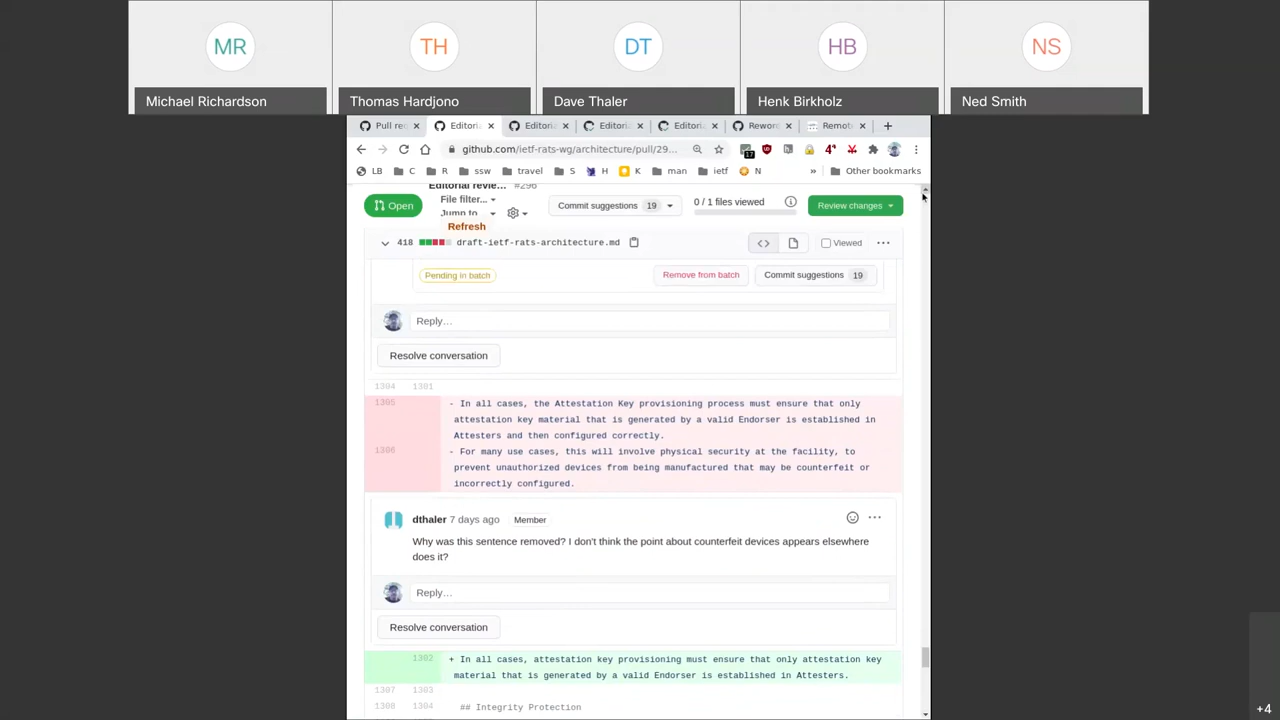 MR
TH
DT
HB
NS
Michael Richardson
Thomas Hardjono
Dave Thaler
Henk Birkholz
Ned Smith
Pull re
Editoria
Editoria
Editoria
Editoria
Rewor
Remot
github.com/ietf-rats-wg/architecture/pull/29...
17
LB
C
R
ssw
travel
S
H
K
man
ietf
N
»
Other bookmarks
Open
Editorial revie... #296
File filter...
Jump to
Refresh
Commit suggestions 19
0 / 1 files viewed
Review changes
418
draft-ietf-rats-architecture.md
Viewed
Pending in batch
Remove from batch
Commit suggestions 19
Reply...
Resolve conversation
1304 1301
1305 - In all cases, the Attestation Key provisioning process must ensure that only
attestation key material that is generated by a valid Endorser is established in
Attesters and then configured correctly.
1306 - For many use cases, this will involve physical security at the facility, to
prevent unauthorized devices from being manufactured that may be counterfeit or
incorrectly configured.
dthaler 7 days ago Member
Why was this sentence removed? I don't think the point about counterfeit devices appears elsewhere
does it?
Reply...
Resolve conversation
1302 + In all cases, attestation key provisioning must ensure that only attestation key
material that is generated by a valid Endorser is established in Attesters.
1307 1303
1308 1304 ## Integrity Protection
+4